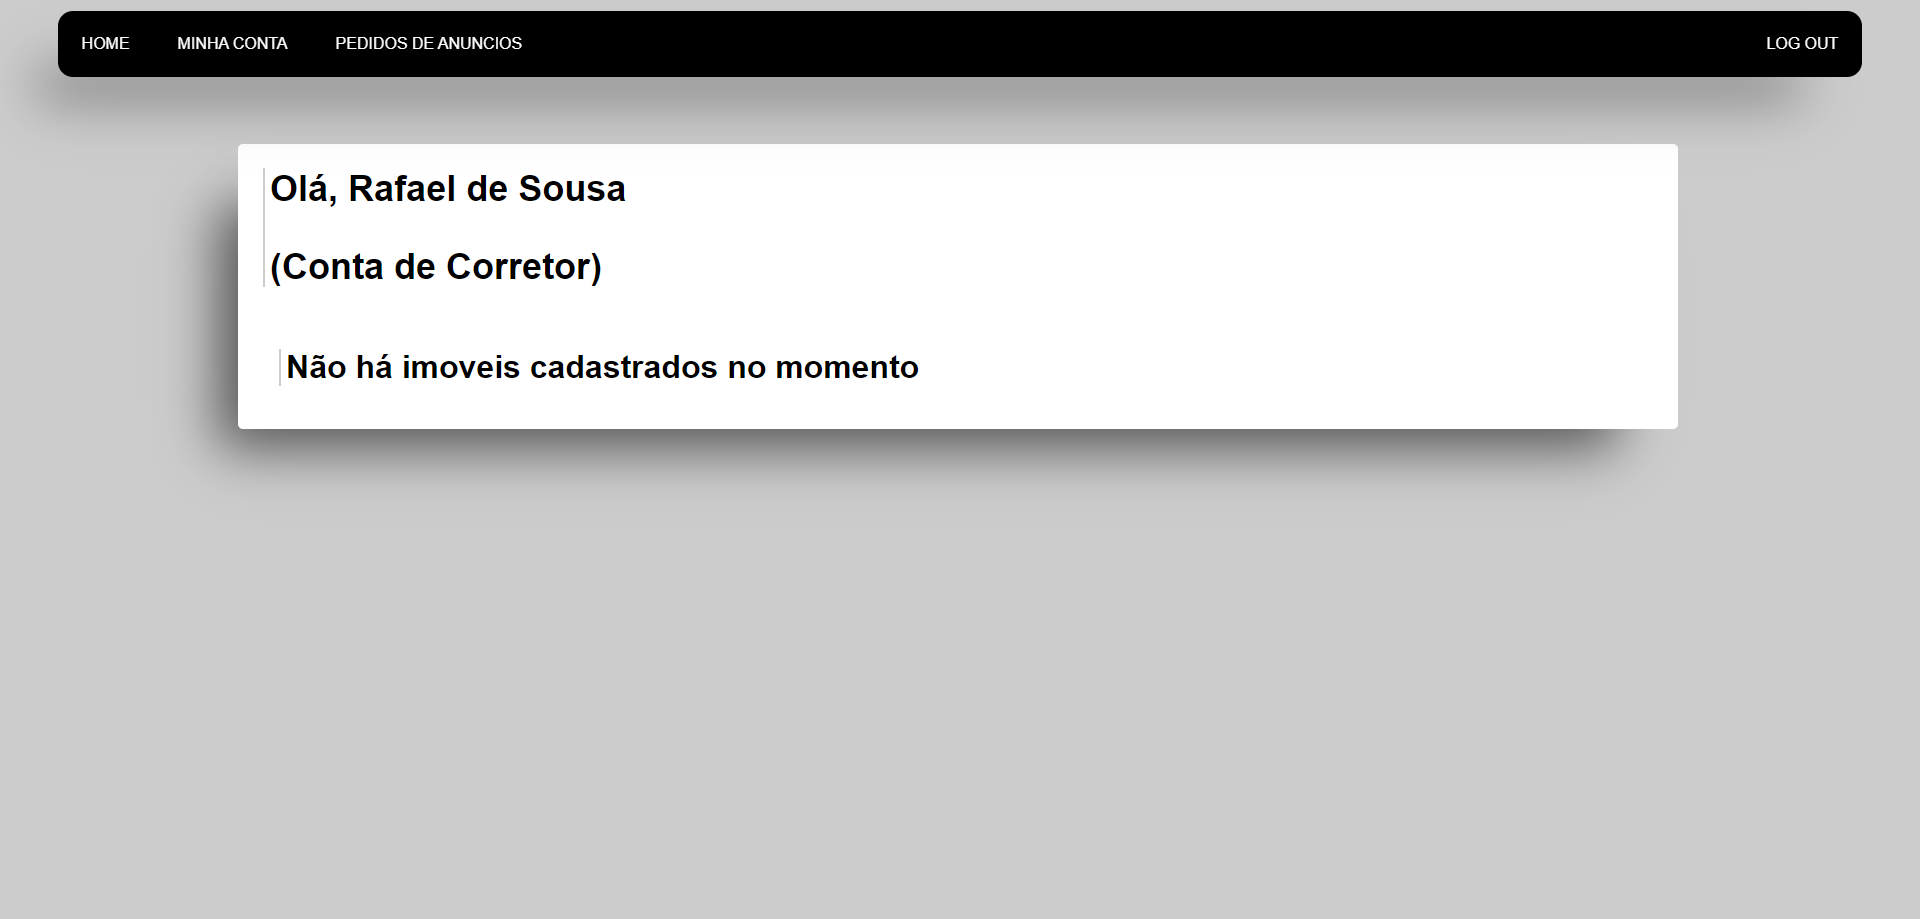 HOME MINHA CONTA PEDIDOS DE ANUNCIOS LOG OUT
Olá, Rafael de Sousa
(Conta de Corretor)
Não há imoveis cadastrados no momento